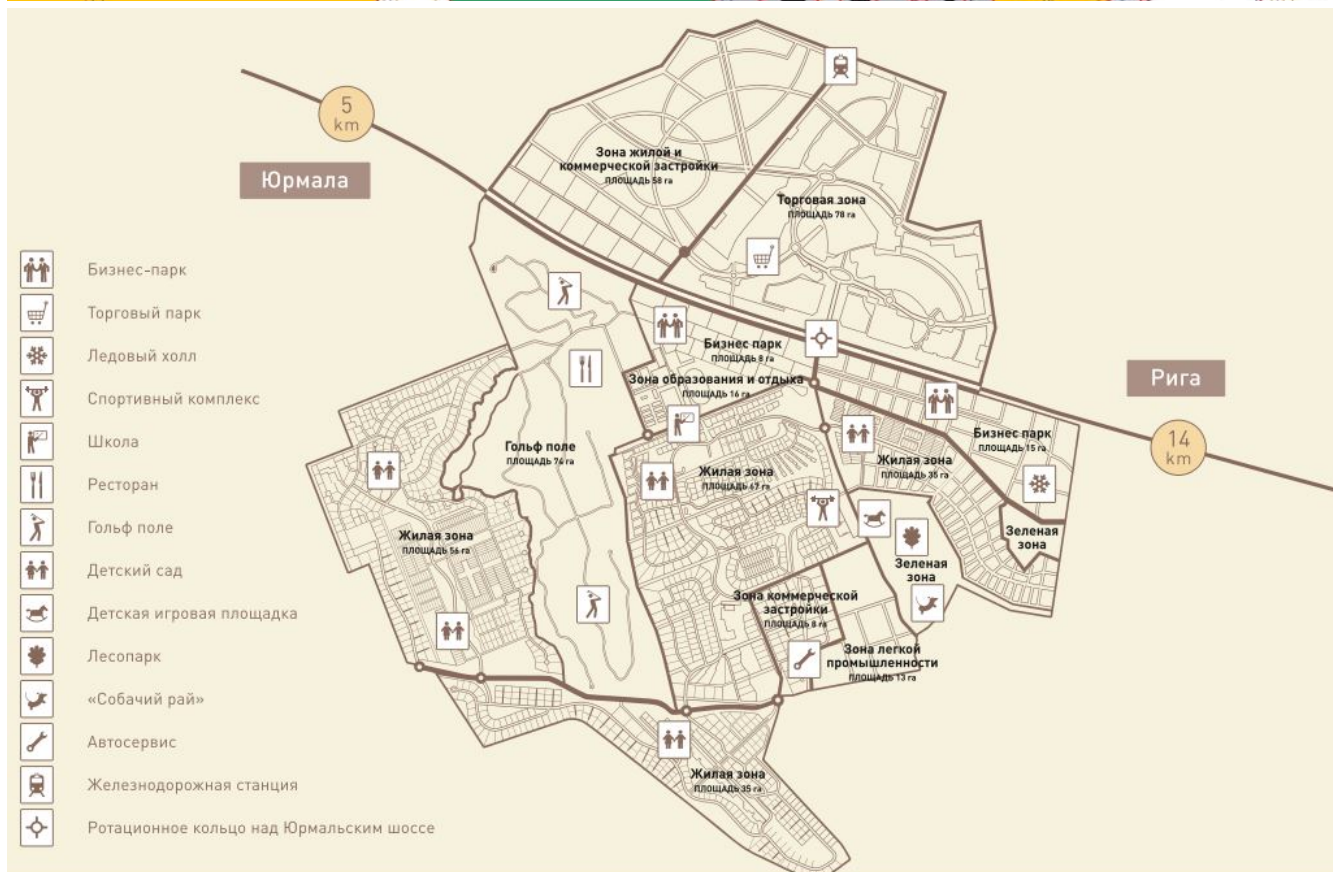 5
km
Юрмала
Зона жилой и
коммерческой застройки
ПЛОЩАДЬ 58 га
Торговая зона
ПЛОЩАДЬ 78 га
Бизнес-парк
Торговый парк
Ледовый холл
Спортивный комплекс
Школа
Ресторан
Гольф поле
Детский сад
Детская игровая площадка
Лесопарк
«Собачий рай»
Автосервис
Железнодорожная станция
Ротационное кольцо над Юрмальским шоссе
Бизнес парк
ПЛОЩАДЬ 8 га
Зона образования и отдыха
ПЛОЩАДЬ 16 га
Рига
14
km
Гольф поле
ПЛОЩАДЬ 74 га
Жилая зона
ПЛОЩАДЬ 67 га
Жилая зона
ПЛОЩАДЬ 35 га
Бизнес парк
ПЛОЩАДЬ 15 га
Жилая зона
ПЛОЩАДЬ 56 га
Зеленая
зона
Зеленая
зона
Зона коммерческой
застройки
ПЛОЩАДЬ 8 га
Зона легкой
промышленности
ПЛОЩАДЬ 13 га
Жилая зона
ПЛОЩАДЬ 35 га